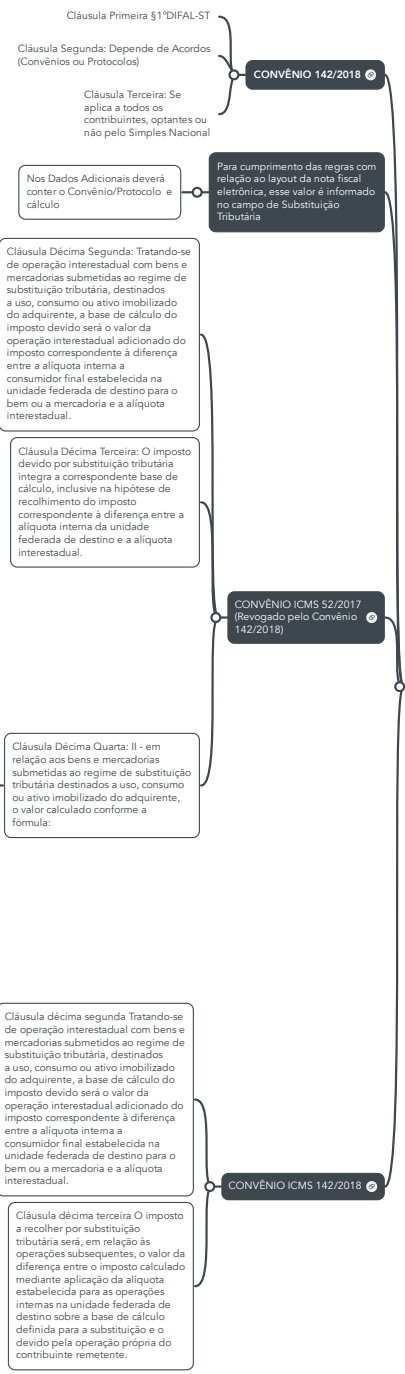 Cláusula Primeira §1ºDIFAL-ST
Cláusula Segunda: Depende de Acordos
(Convênios ou Protocolos)
Cláusula Terceira: Se
aplica a todos os
contribuintes, optantes ou
não pelo Simples Nacional
CONVÊNIO 142/2018
Nos Dados Adicionais deverá
conter o Convênio/Protocolo e
cálculo
Para cumprimento das regras com
relação ao layout da nota fiscal
eletrônica, esse valor é informado
no campo de Substituição
Tributária
Cláusula Décima Segunda: Tratando-se
de operação interestadual com bens e
mercadorias submetidas ao regime de
substituição tributária, destinados
a uso, consumo ou ativo imobilizado
do adquirente, a base de cálculo do
imposto devido será o valor da
operação interestadual adicionado do
imposto correspondente à diferença
entre a alíquota interna a
consumidor final estabelecida na
unidade federada de destino para o
bem ou a mercadoria e a alíquota
interestadual.
Cláusula Décima Terceira: O imposto
devido por substituição tributária
integra a correspondente base de
cálculo, inclusive na hipótese de
recolhimento do imposto
correspondente à diferença entre a
alíquota interna da unidade
federada de destino e a alíquota
interestadual.
CONVÊNIO ICMS 52/2017
(Revogado pelo Convênio
142/2018)
Cláusula Décima Quarta: II - em
relação aos bens e mercadorias
submetidas ao regime de substituição
tributária destinados a uso, consumo
ou ativo imobilizado do adquirente,
o valor calculado conforme a
fórmula:
Cláusula décima segunda Tratando-se
de operação interestadual com bens e
mercadorias submetidos ao regime de
substituição tributária, destinados
a uso, consumo ou ativo imobilizado
do adquirente, a base de cálculo do
imposto devido será o valor da
operação interestadual adicionado do
imposto correspondente à diferença
entre a alíquota interna a
consumidor final estabelecida na
unidade federada de destino para o
bem ou a mercadoria e a alíquota
interestadual.
CONVÊNIO ICMS 142/2018
Cláusula décima terceira O imposto
a recolher por substituição
tributária será, em relação às
operações subsequentes, o valor da
diferença entre o imposto calculado
mediante aplicação da alíquota
estabelecida para as operações
internas na unidade federada de
destino sobre a base de cálculo
definida para a substituição e o
devido pela operação própria do
contribuinte remetente.